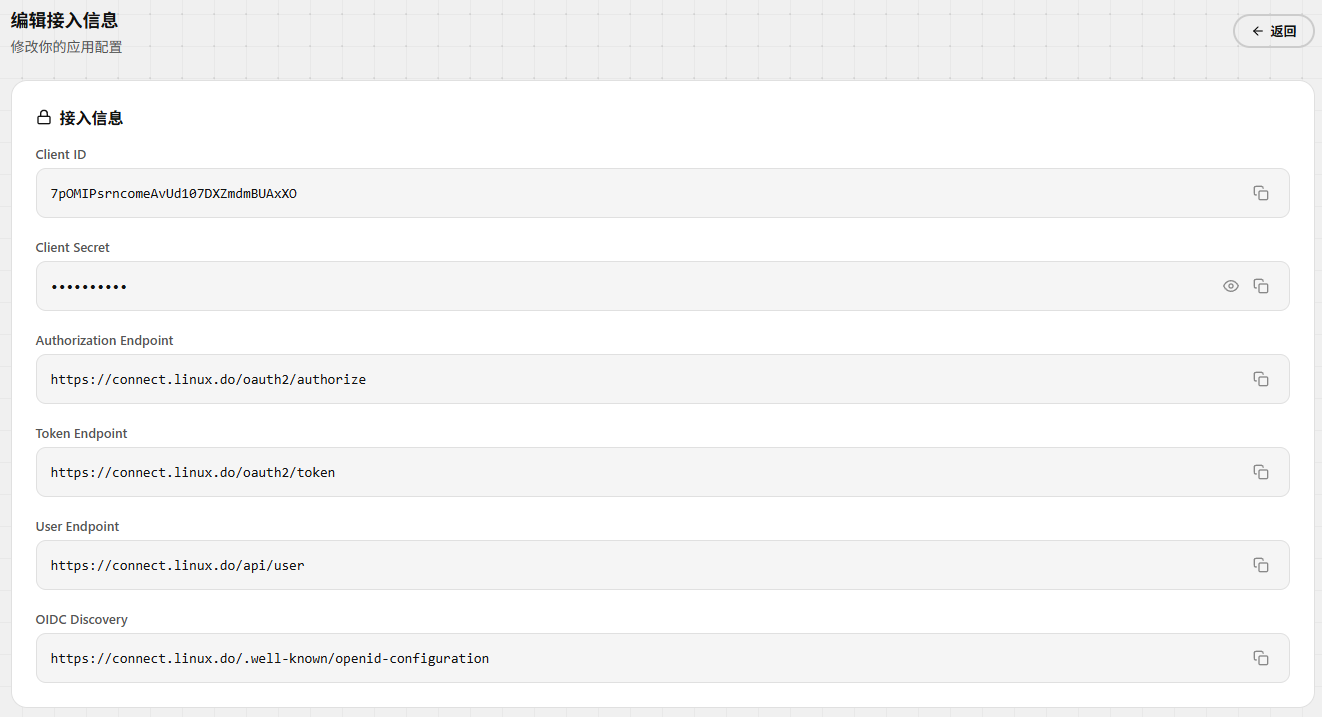 编辑接入信息
修改你的应用配置
返回
接入信息
Client ID
7pOMIPsrncomeAvUd107DXZmdmBUAxXO
Client Secret
••••••••••
Authorization Endpoint
https://connect.linux.do/oauth2/authorize
Token Endpoint
https://connect.linux.do/oauth2/token
User Endpoint
https://connect.linux.do/api/user
OIDC Discovery
https://connect.linux.do/.well-known/openid-configuration